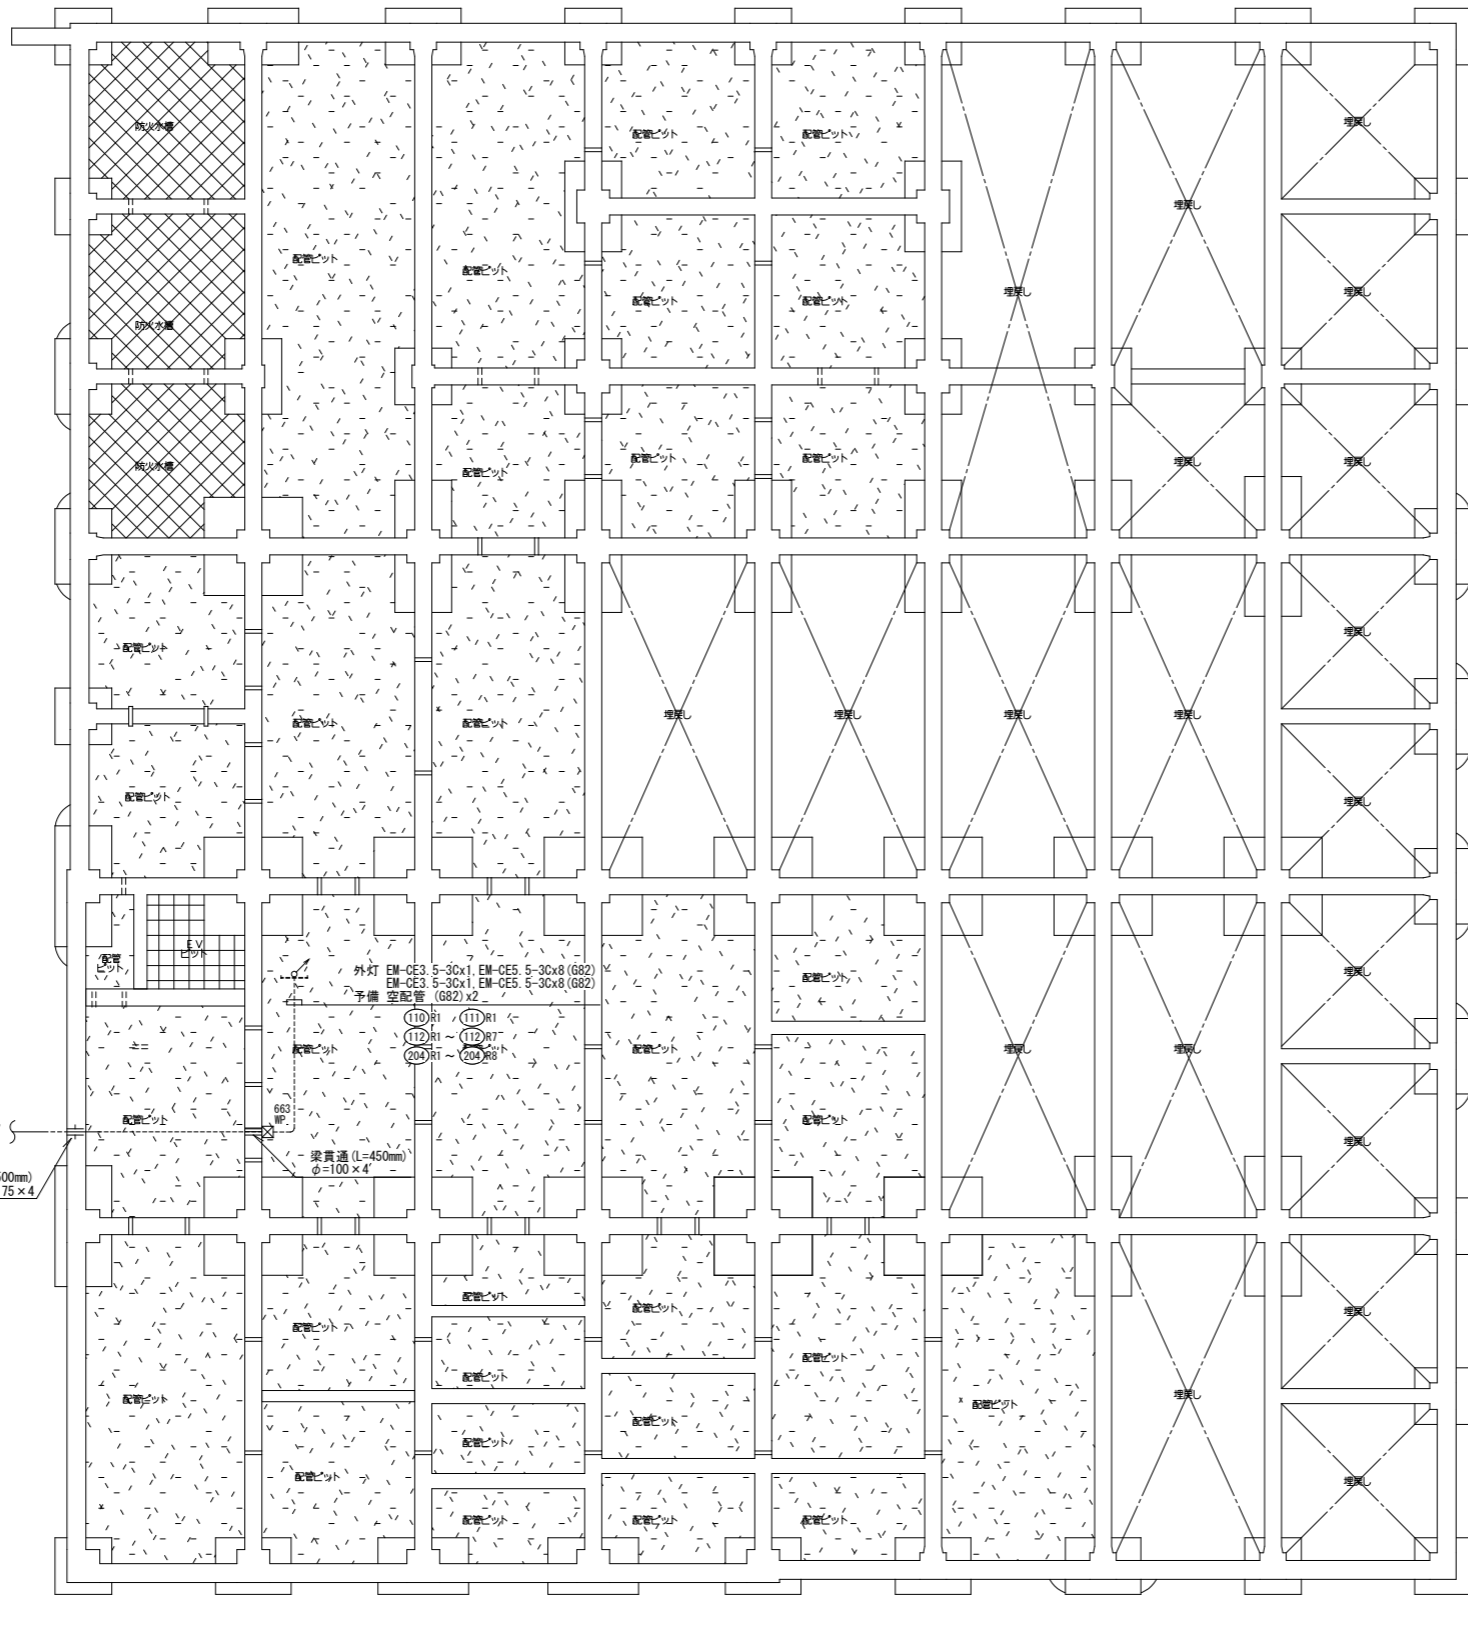 防火水槽
配管ピット
配管ピット
埋戻し
埋戻し
配管ピット
配管ピット
防火水槽
配管ピット
配管ピット
埋戻し
埋戻し
防火水槽
配管ピット
配管ピット
配管ピット
埋戻し
埋戻し
配管ピット
埋戻し
配管ピット
配管ピット
埋戻し
埋戻し
埋戻し
埋戻し
配管ピット
埋戻し
EV
ピット
配管
ピット
外灯 EM-CE3.5-3Cx1, EM-CE5.5-3Cx8(G82)
EM-CE3.5-3Cx1, EM-CE5.5-3Cx8(G82)
予備 空配管 (G82)x2
110 R1 111 R1
112 R1 ~ 112 R7
204 R1 ~ 204 R8
配管ピット
埋戻し
配管ピット
配管ピット
埋戻し
埋戻し
663
WP
配管ピット
配管ピット
埋戻し
梁貫通(L=450mm)
φ=100×4
00mm)
75×4
配管ピット
配管ピット
配管ピット
埋戻し
配管ピット
配管ピット
配管ピット
配管ピット
配管ピット
埋戻し
配管ピット
配管ピット
配管ピット
埋戻し
配管ピット
配管ピット
配管ピット